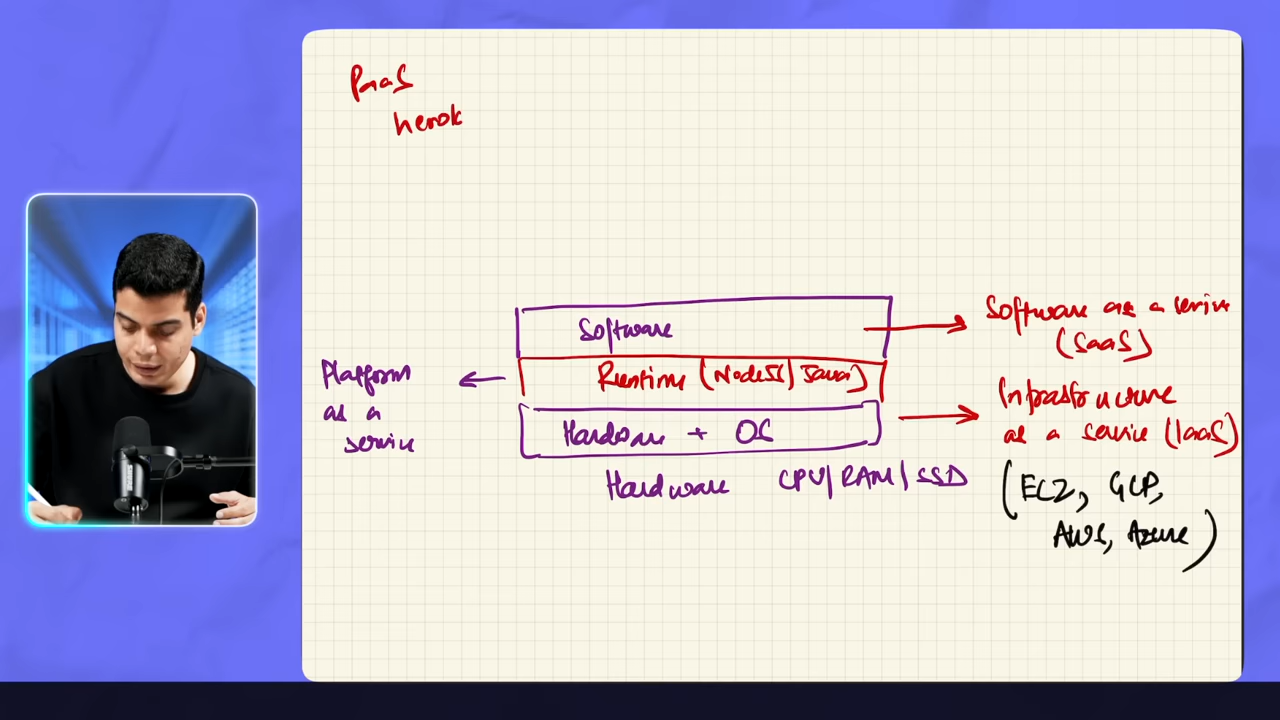 PaaS
herok
Software
Software as a service
(SaaS)
Runtime (NodeJS/Java)
Platform
as a
service
Infrastructure
as a service (IaaS)
Hardware + OS
Hardware CPU/RAM/SSD
(EC2, GCP,
AWS, Azure)